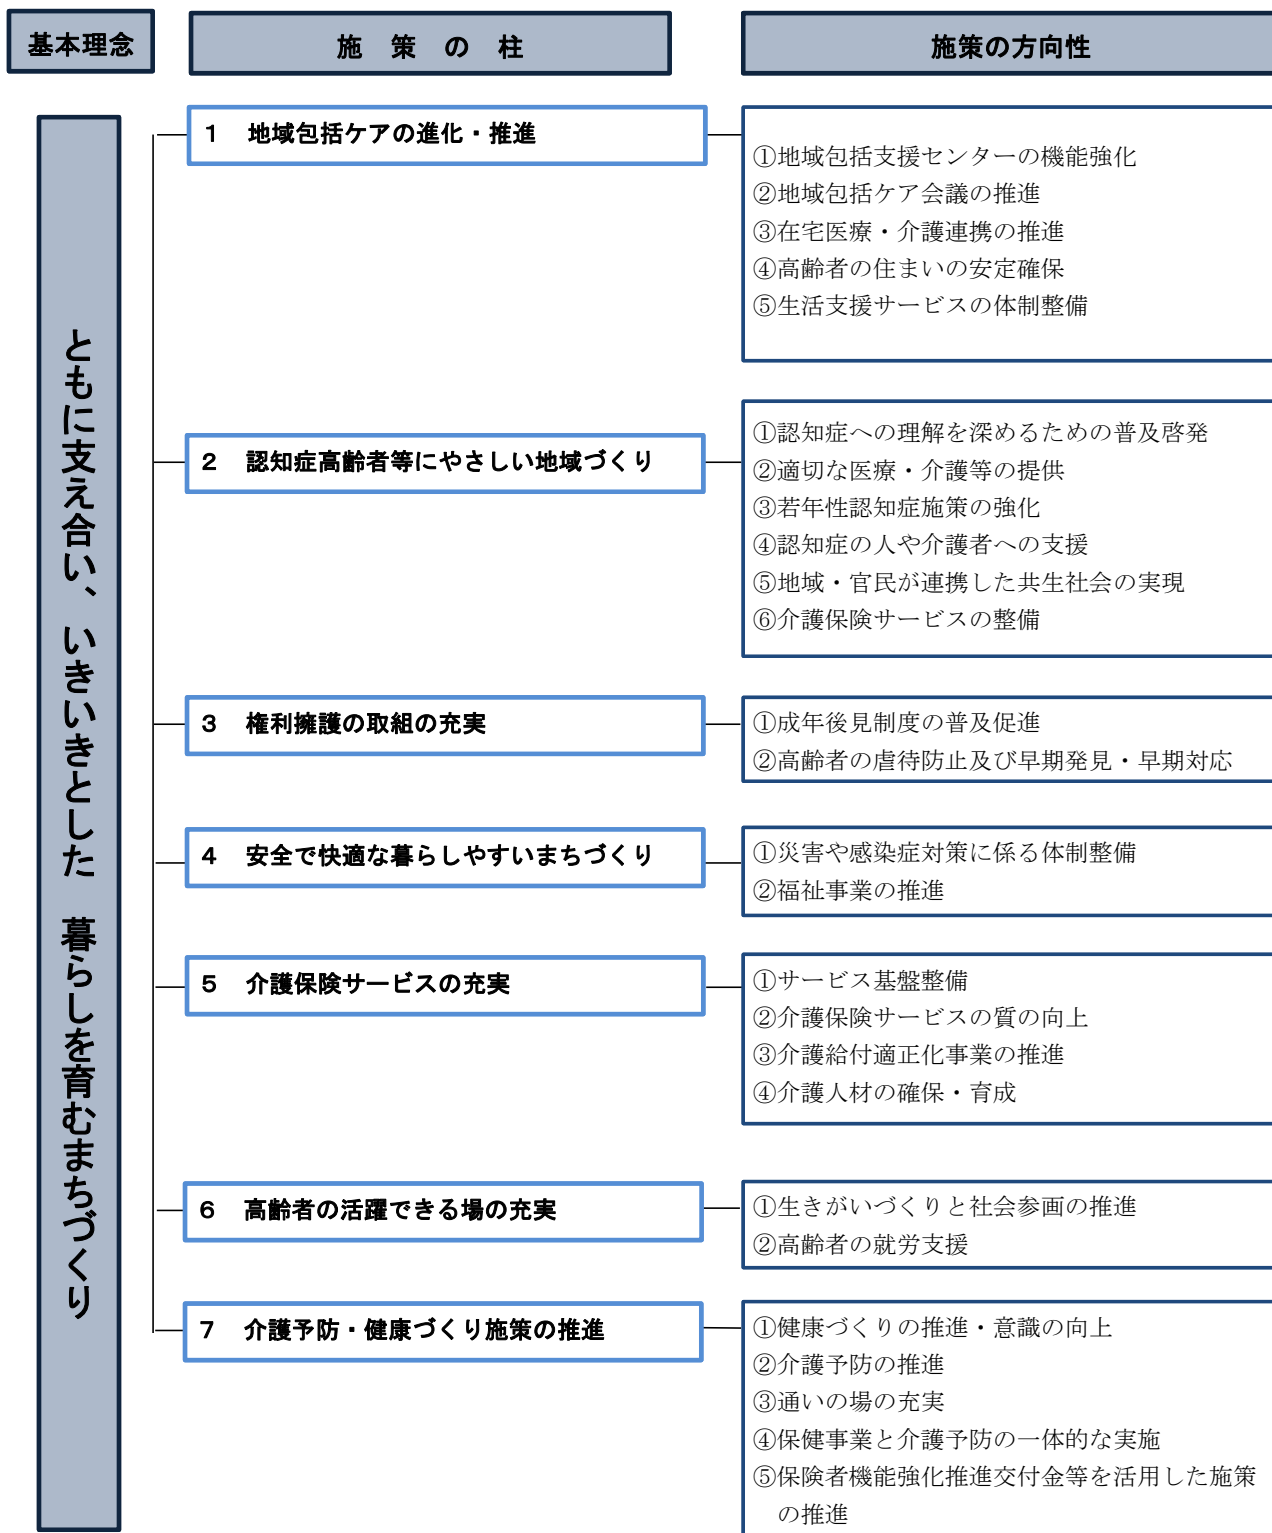 基本理念
施　策　の　柱
施策の方向性
ともに支え合い、いきいきとした　暮らしを育むまちづくり
１　地域包括ケアの進化・推進
①地域包括支援センターの機能強化
②地域包括ケア会議の推進
③在宅医療・介護連携の推進
④高齢者の住まいの安定確保
⑤生活支援サービスの体制整備
２　認知症高齢者等にやさしい地域づくり
①認知症への理解を深めるための普及啓発
②適切な医療・介護等の提供
③若年性認知症施策の強化
④認知症の人や介護者への支援
⑤地域・官民が連携した共生社会の実現
⑥介護保険サービスの整備
３　権利擁護の取組の充実
①成年後見制度の普及促進
②高齢者の虐待防止及び早期発見・早期対応
４　安全で快適な暮らしやすいまちづくり
①災害や感染症対策に係る体制整備
②福祉事業の推進
５　介護保険サービスの充実
①サービス基盤整備
②介護保険サービスの質の向上
③介護給付適正化事業の推進
④介護人材の確保・育成
６　高齢者の活躍できる場の充実
①生きがいづくりと社会参画の推進
②高齢者の就労支援
７　介護予防・健康づくり施策の推進
①健康づくりの推進・意識の向上
②介護予防の推進
③通いの場の充実
④保健事業と介護予防の一体的な実施
⑤保険者機能強化推進交付金等を活用した施策
の推進